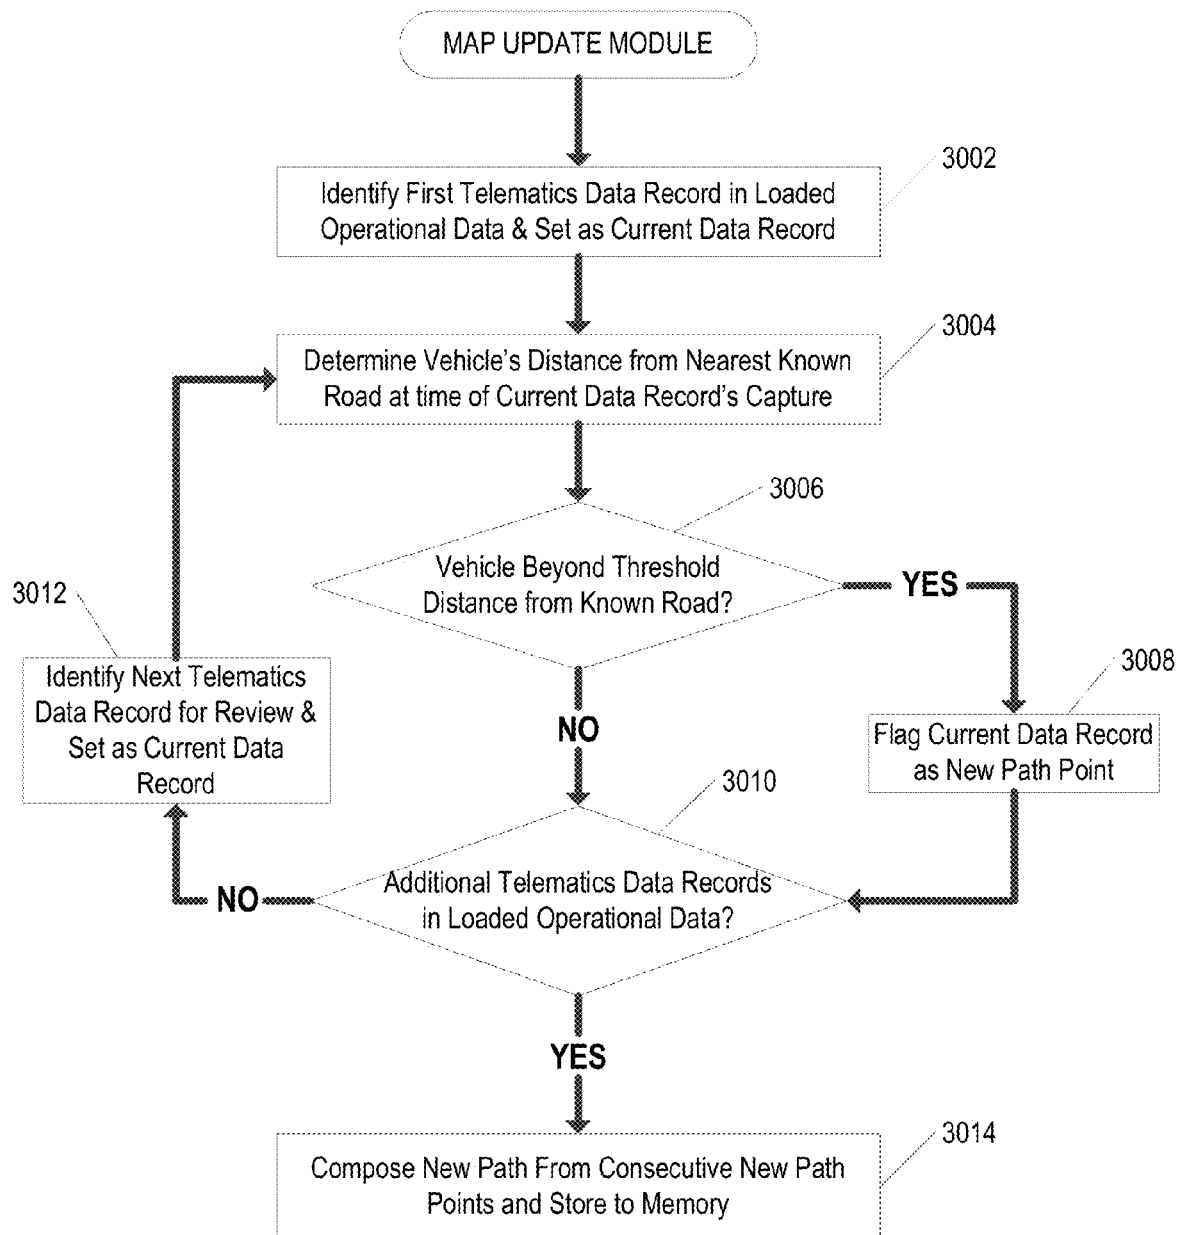 MAP UPDATE MODULE
3002
Identify First Telematics Data Record in Loaded
Operational Data & Set as Current Data Record
3004
Determine Vehicle's Distance from Nearest Known
Road at time of Current Data Record's Capture
3006
Vehicle Beyond Threshold
Distance from Known Road?
YES
3012
Identify Next Telematics
Data Record for Review &
Set as Current Data
Record
3008
Flag Current Data Record
as New Path Point
NO
3010
Additional Telematics Data Records
in Loaded Operational Data?
NO
YES
3014
Compose New Path From Consecutive New Path
Points and Store to Memory